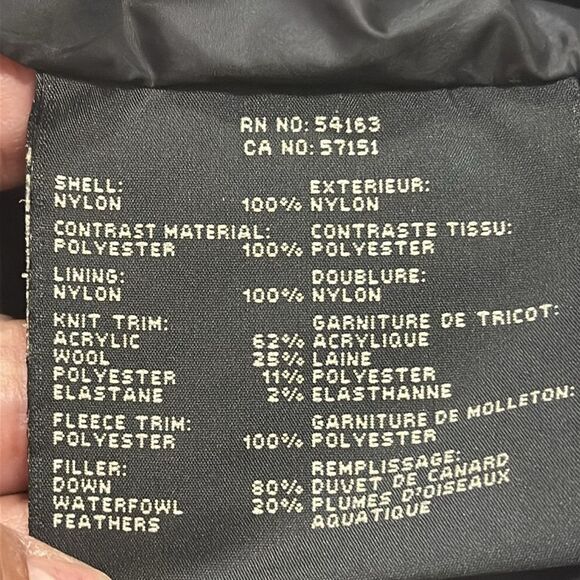 RN NO: 54163
CA NO: 57151
SHELL: EXTERIEUR:
NYLON 100% NYLON
CONTRAST MATERIAL: CONTRASTE TISSU:
POLYESTER 100% POLYESTER
LINING: DOUBLURE:
NYLON 100% NYLON
KNIT TRIM: GARNITURE DE TRICOT:
ACRYLIC 62% ACRYLIQUE
WOOL 25% LAINE
POLYESTER 11% POLYESTER
ELASTANE 2% ELASTHANNE
FLEECE TRIM: GARNITURE DE MOLLETON:
POLYESTER 100% POLYESTER
FILLER: REMPLISSAGE:
DOWN 80% DUVET DE CANARD
WATERFOWL 20% PLUMES D'OISEAUX
FEATHERS AQUATIQUE